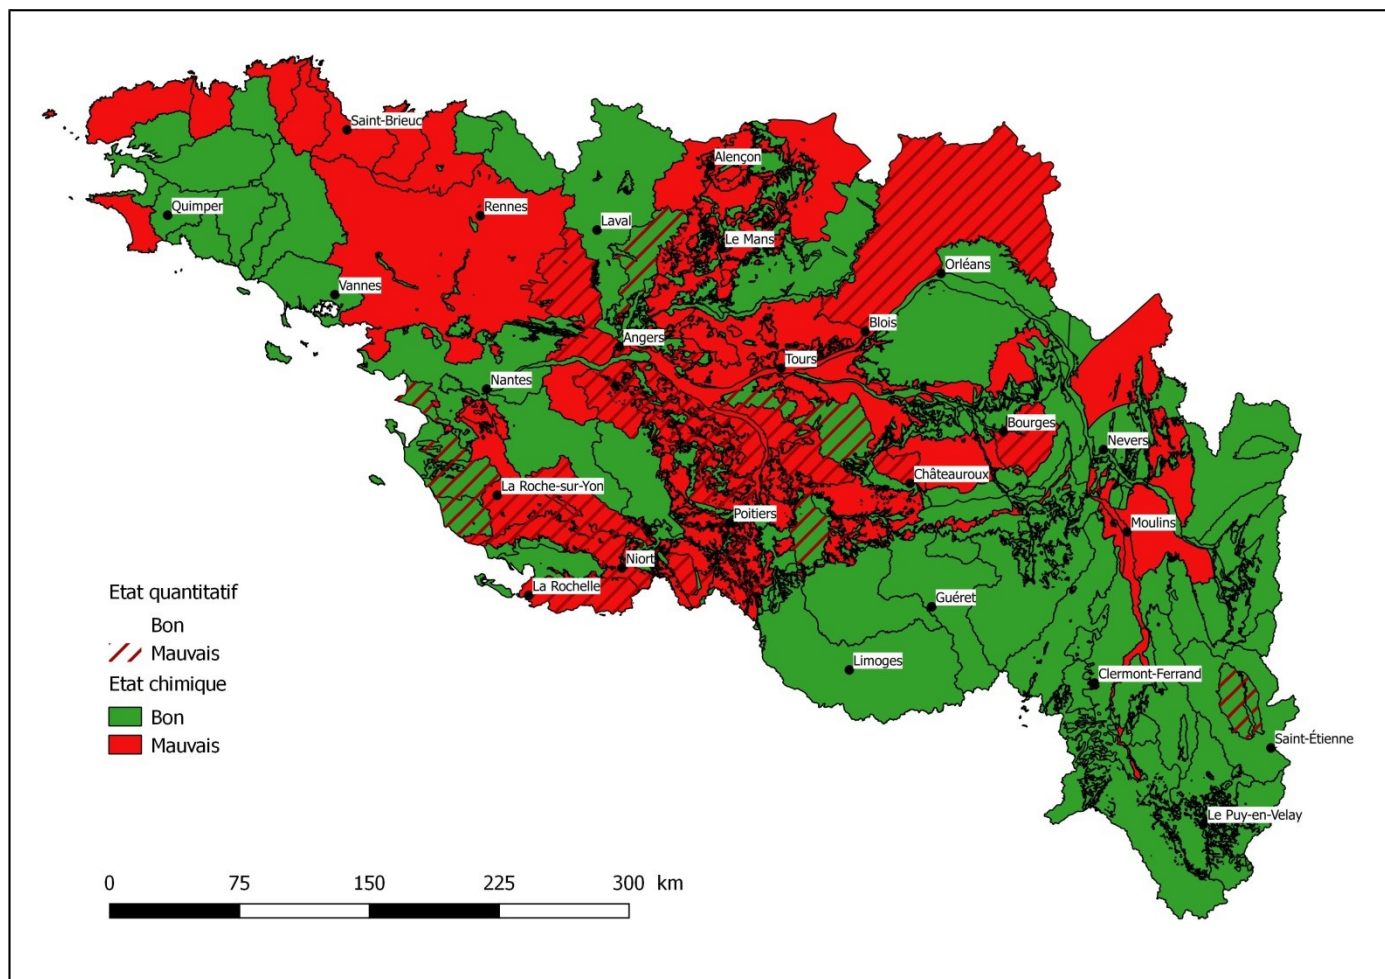 Saint-Brieuc
Alençon
Quimper
Rennes
Laval
Le Mans
Orléans
Vannes
Blois
Angers
Tours
Nantes
Bourges
Nevers
Châteauroux
La Roche-sur-Yon
Poitiers
Moulins
Niort
La Rochelle
Guéret
Limoges
Clermont-Ferrand
Saint-Étienne
Le Puy-en-Velay
Etat quantitatif
Bon
Mauvais
Etat chimique
Bon
Mauvais
0 75 150 225 300 km